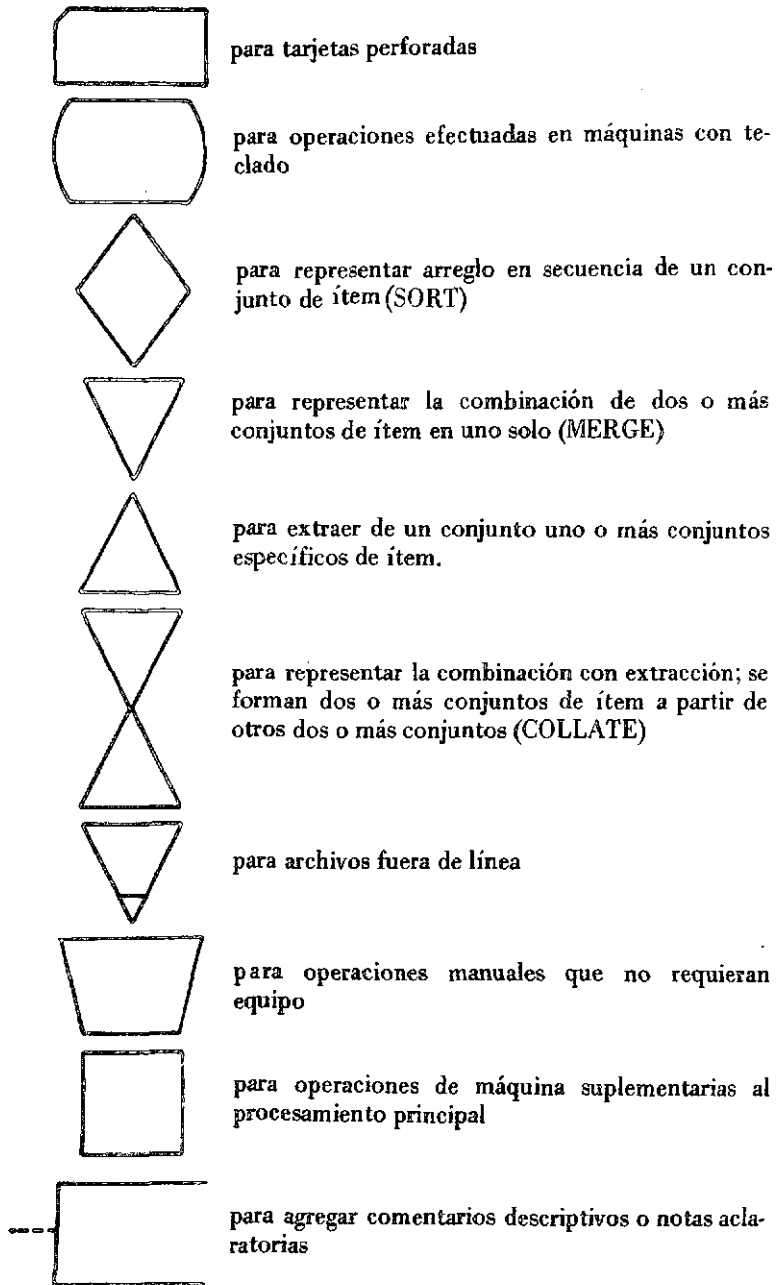 para tarjetas perforadas
para operaciones efectuadas en máquinas con te-
clado
para representar arreglo en secuencia de un con-
junto de ítem (SORT)
para representar la combinación de dos o más
conjuntos de ítem en uno solo (MERGE)
para extraer de un conjunto uno o más conjuntos
específicos de ítem.
para representar la combinación con extracción; se
forman dos o más conjuntos de ítem a partir de
otros dos o más conjuntos (COLLATE)
para archivos fuera de línea
para operaciones manuales que no requieran
equipo
para operaciones de máquina suplementarias al
procesamiento principal
para agregar comentarios descriptivos o notas acla-
ratorias